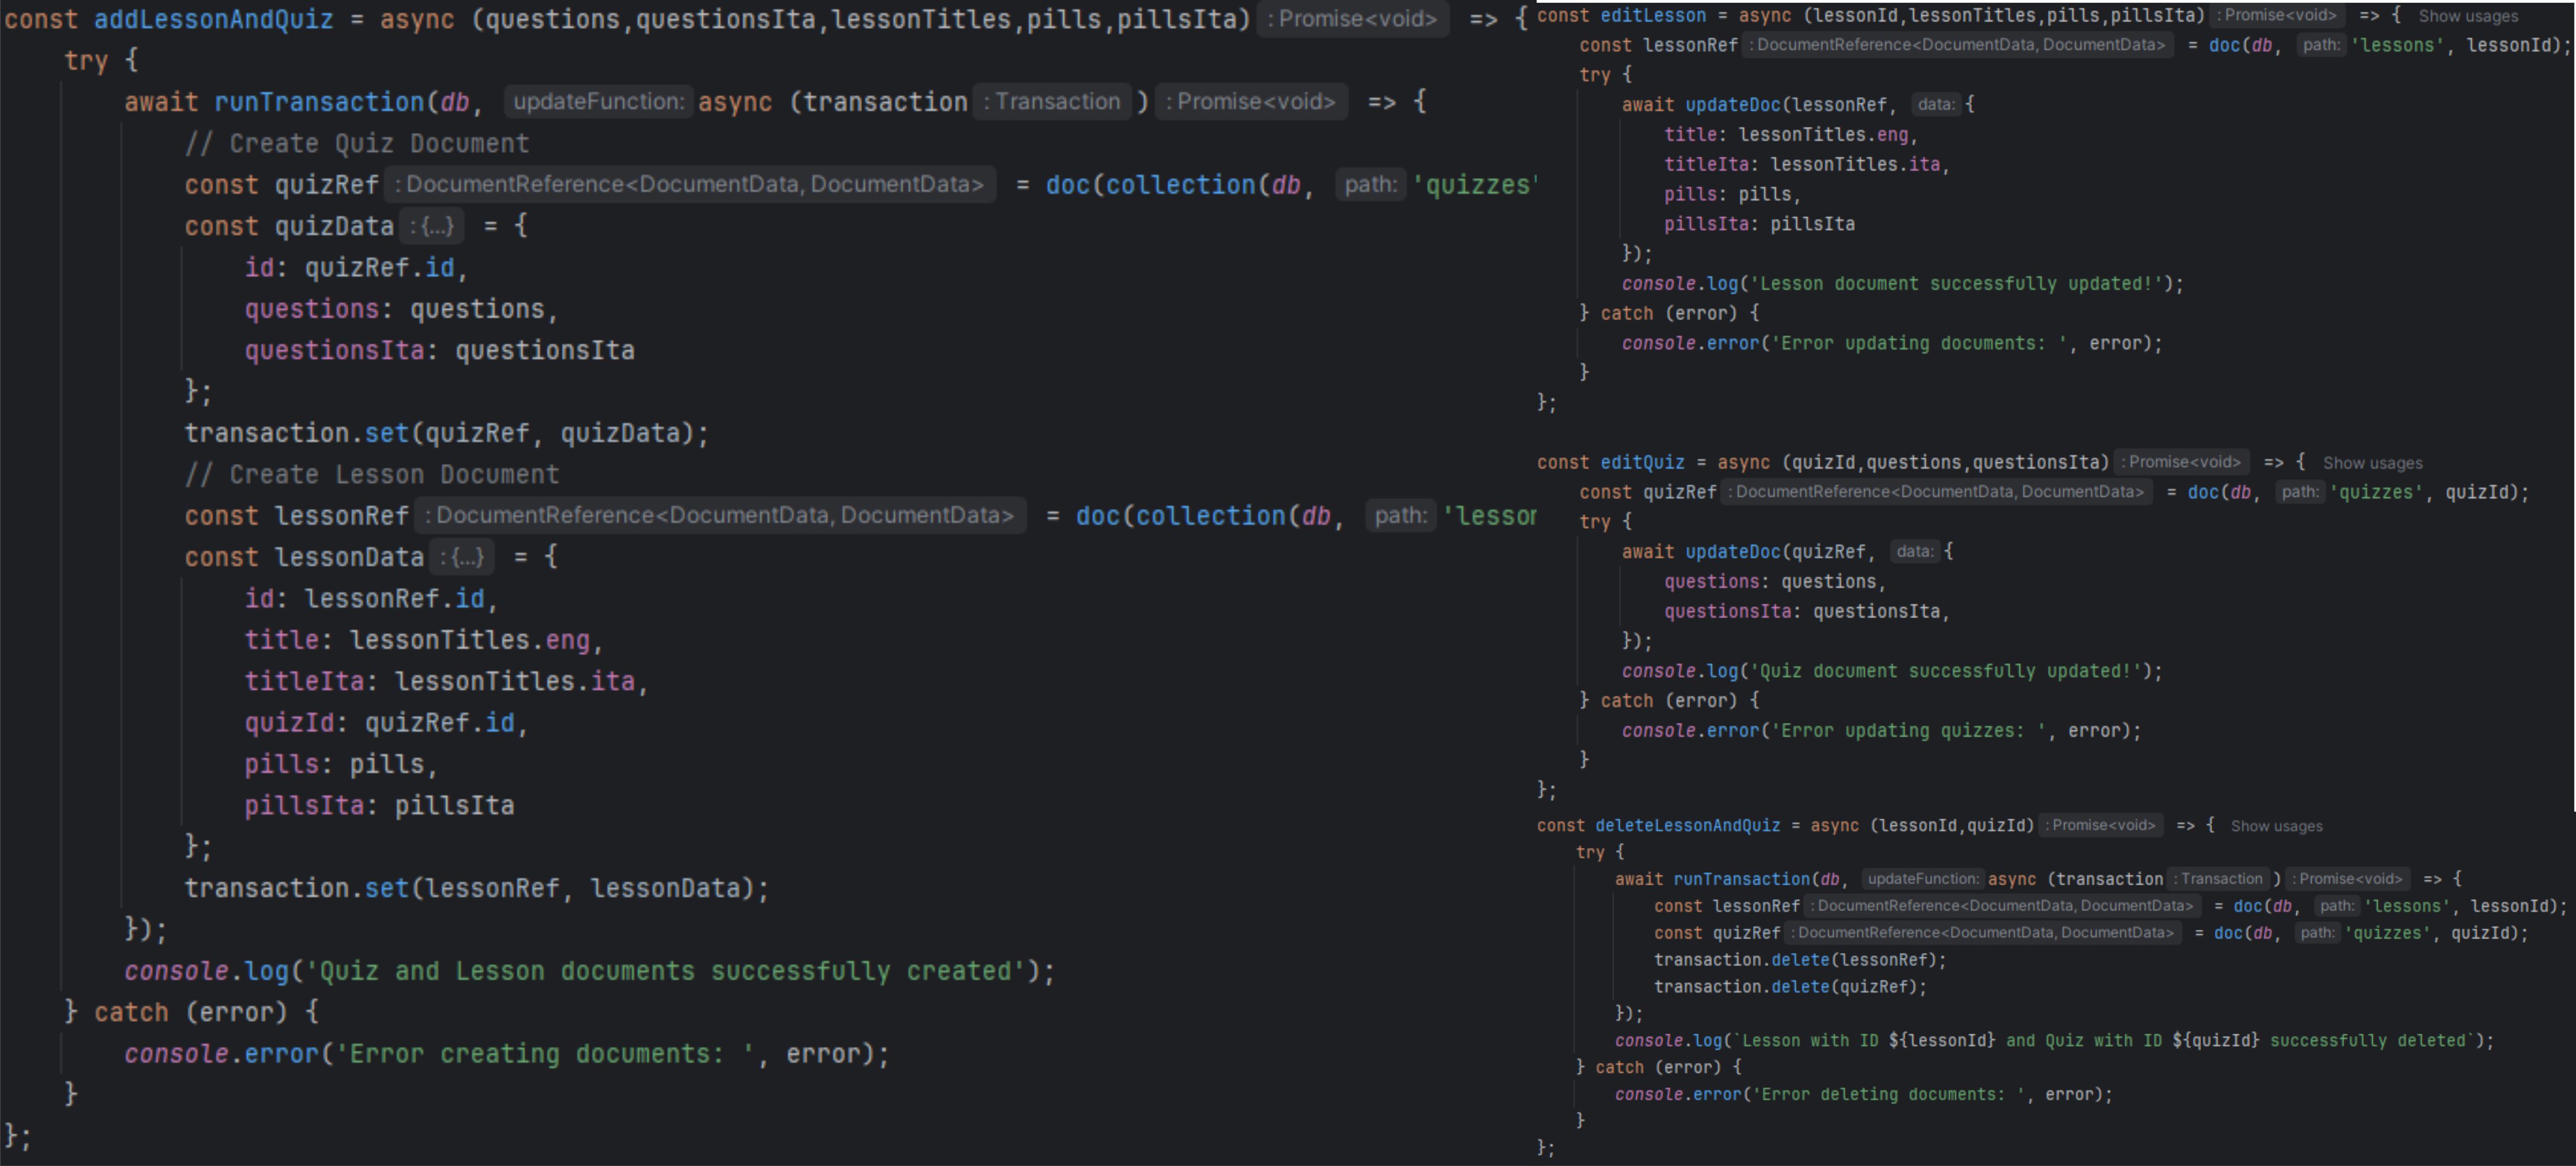 const addLessonAndQuiz = async (questions,questionsIta,lessonTitles,pills,pillsIta) : Promise<void> => {
try {
await runTransaction(db, updateFunction: async (transaction : Transaction ) : Promise<void> => {
// Create Quiz Document
const quizRef : DocumentReference<DocumentData, DocumentData> = doc(collection(db, path: 'quizzes'
const quizData : {...} = {
id: quizRef.id,
questions: questions,
questionsIta: questionsIta
};
transaction.set(quizRef, quizData);
// Create Lesson Document
const lessonRef : DocumentReference<DocumentData, DocumentData> = doc(collection(db, path: 'lesson
const lessonData : {...} = {
id: lessonRef.id,
title: lessonTitles.eng,
titleIta: lessonTitles.ita,
quizId: quizRef.id,
pills: pills,
pillsIta: pillsIta
};
transaction.set(lessonRef, lessonData);
});
console.log('Quiz and Lesson documents successfully created');
} catch (error) {
console.error('Error creating documents: ', error);
}
};
const editLesson = async (lessonId,lessonTitles,pills,pillsIta) : Promise<void> => { Show usages
const lessonRef : DocumentReference<DocumentData, DocumentData> = doc(db, path: 'lessons', lessonId);
try {
await updateDoc(lessonRef, data: {
title: lessonTitles.eng,
titleIta: lessonTitles.ita,
pills: pills,
pillsIta: pillsIta
});
console.log('Lesson document successfully updated!');
} catch (error) {
console.error('Error updating documents: ', error);
}
};
const editQuiz = async (quizId,questions,questionsIta) : Promise<void> => { Show usages
const quizRef : DocumentReference<DocumentData, DocumentData> = doc(db, path: 'quizzes', quizId);
try {
await updateDoc(quizRef, data: {
questions: questions,
questionsIta: questionsIta,
});
console.log('Quiz document successfully updated!');
} catch (error) {
console.error('Error updating quizzes: ', error);
}
};
const deleteLessonAndQuiz = async (lessonId,quizId) : Promise<void> => { Show usages
try {
await runTransaction(db, updateFunction: async (transaction : Transaction ) : Promise<void> => {
const lessonRef : DocumentReference<DocumentData, DocumentData> = doc(db, path: 'lessons', lessonId);
const quizRef : DocumentReference<DocumentData, DocumentData> = doc(db, path: 'quizzes', quizId);
transaction.delete(lessonRef);
transaction.delete(quizRef);
});
console.log(`Lesson with ID ${lessonId} and Quiz with ID ${quizId} successfully deleted`);
} catch (error) {
console.error('Error deleting documents: ', error);
}
};